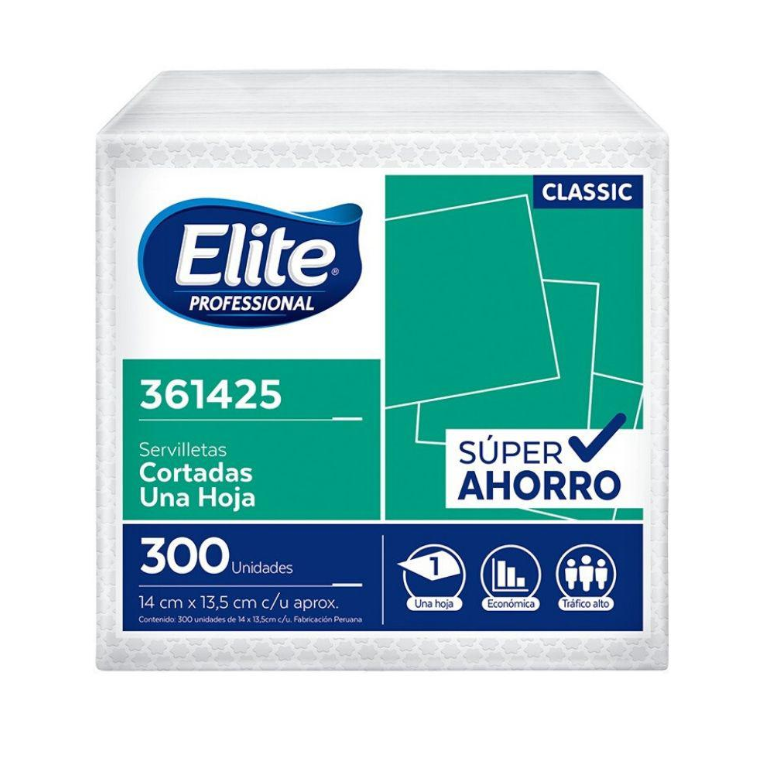 CLASSIC
Elite®
PROFESSIONAL
361425
Servilletas
Cortadas
Una Hoja
SÚPER
AHORRO
300 Unidades
14 cm x 13,5 cm c/u aprox.
Contenido: 300 unidades de 14 x 13,5cm c/u. Fabricación Peruana
1
Una hoja
Económica
Tráfico alto